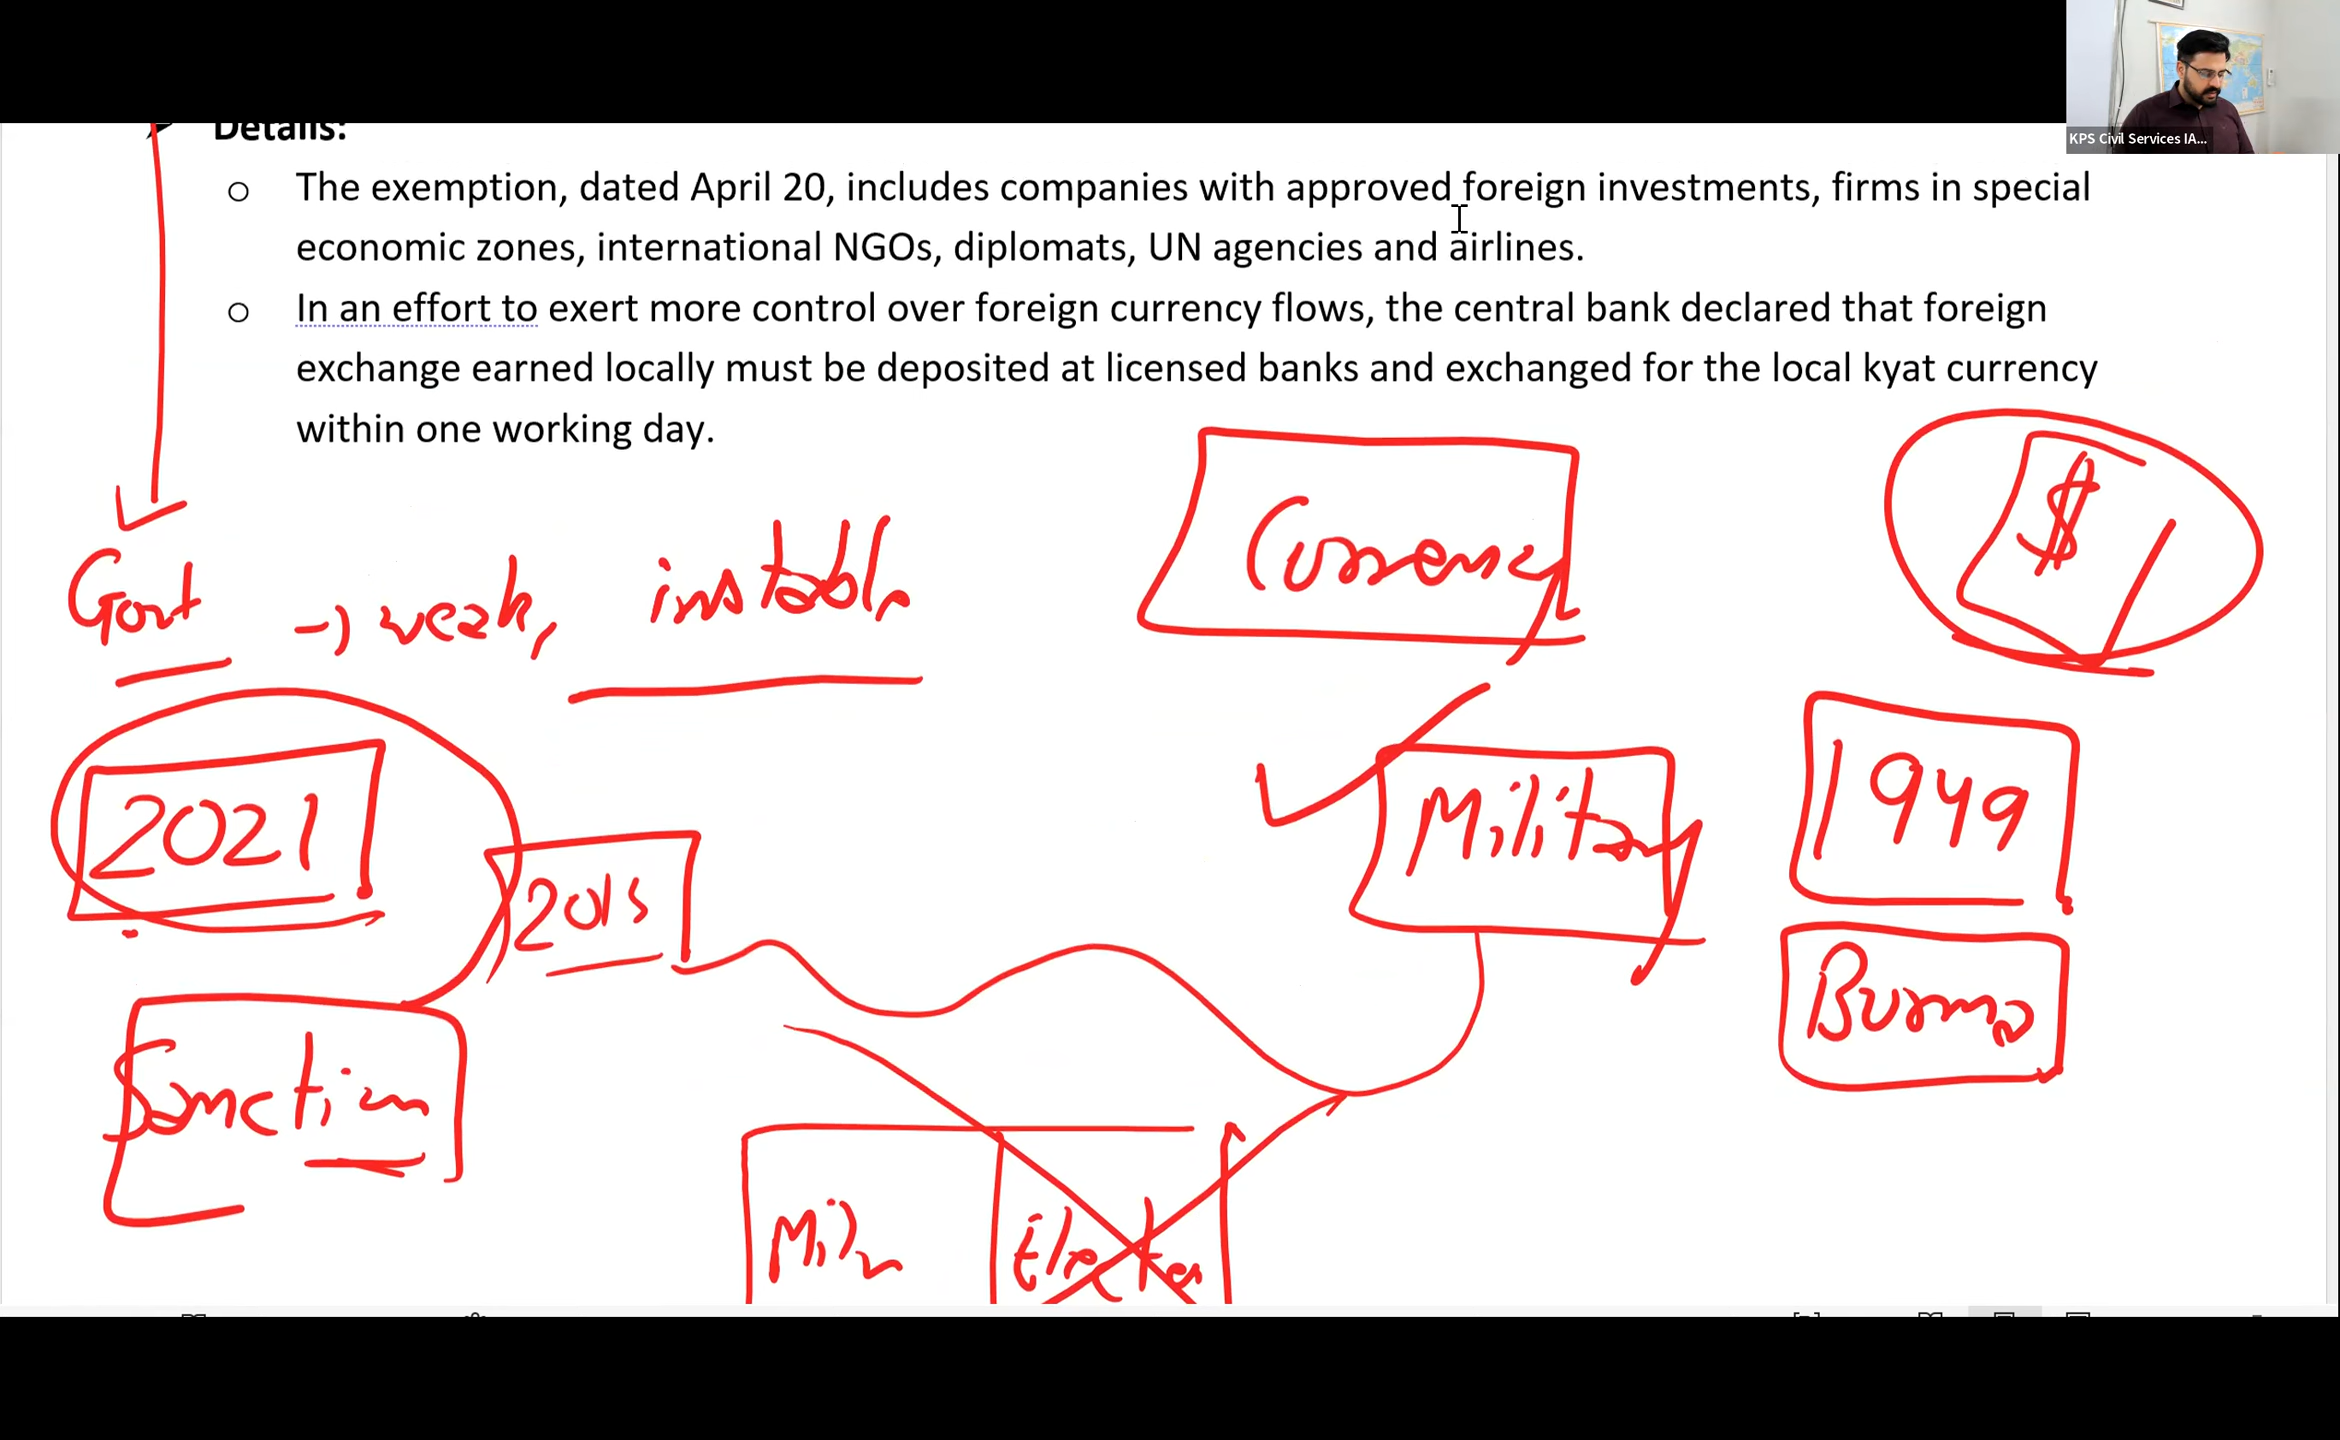 KPS Civil Services IA...
Details:
The exemption, dated April 20, includes companies with approved foreign investments, firms in special
economic zones, international NGOs, diplomats, UN agencies and airlines.
In an effort to exert more control over foreign currency flows, the central bank declared that foreign
exchange earned locally must be deposited at licensed banks and exchanged for the local kyat currency
within one working day.
Currency
$
Govt → weak, instabl
2021
Military
1949
2015
Burma
Sanction